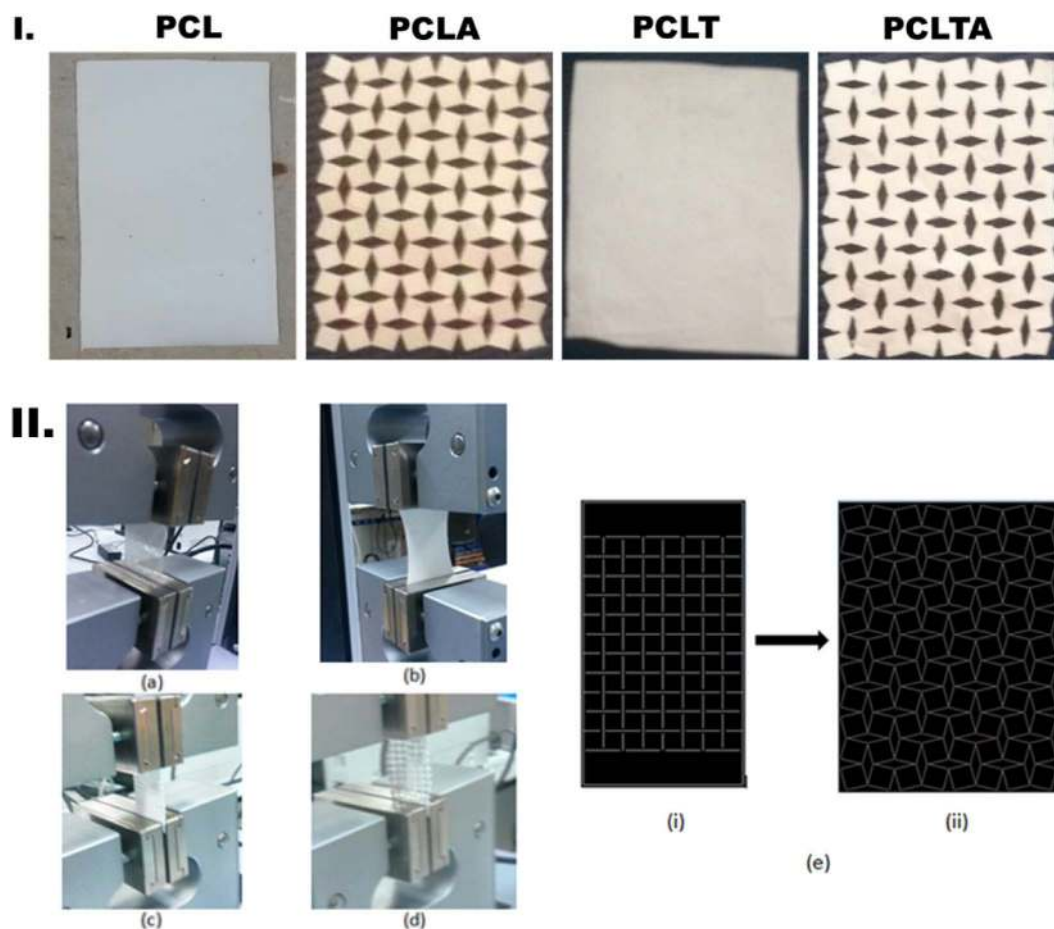 I.
PCL
PCLA
PCLT
PCLTA
II.
(a)
(b)
(c)
(d)
(i)
(ii)
(e)